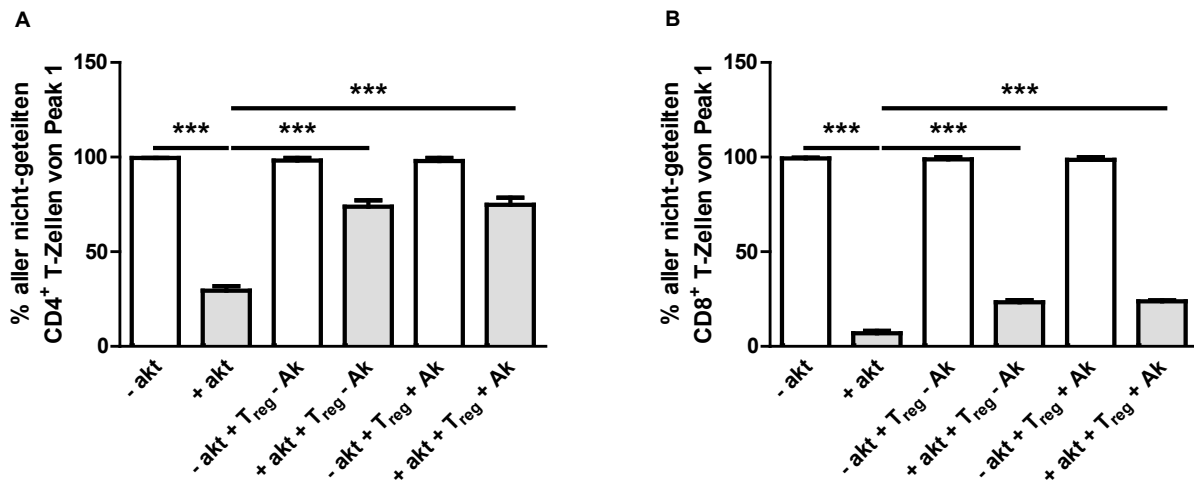 A
% aller nicht-geteilten
CD4+ T-Zellen von Peak 1
150
100
50
0
***
*** ***
- akt
+ akt
- akt + Treg - Ak
+ akt + Treg - Ak
- akt + Treg + Ak
+ akt + Treg + Ak
B
% aller nicht-geteilten
CD8+ T-Zellen von Peak 1
150
100
50
0
***
*** ***
- akt
+ akt
- akt + Treg - Ak
+ akt + Treg - Ak
- akt + Treg + Ak
+ akt + Treg + Ak